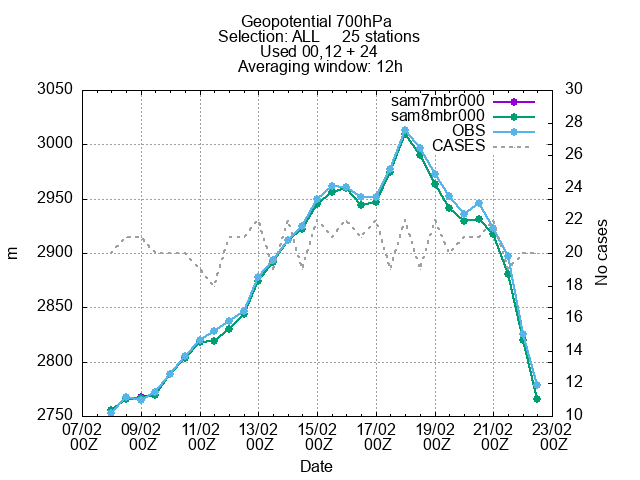 Geopotential 700hPa
Selection: ALL 25 stations
Used 00,12 + 24
Averaging window: 12h
sam7mbr000
sam8mbr000
OBS
CASES
3050
3000
2950
2900
2850
2800
2750
m
30
28
26
24
22
20
18
16
14
12
10
No cases
07/02 09/02 11/02 13/02 15/02 17/02 19/02 21/02 23/02
00Z 00Z 00Z 00Z 00Z 00Z 00Z 00Z 00Z
Date